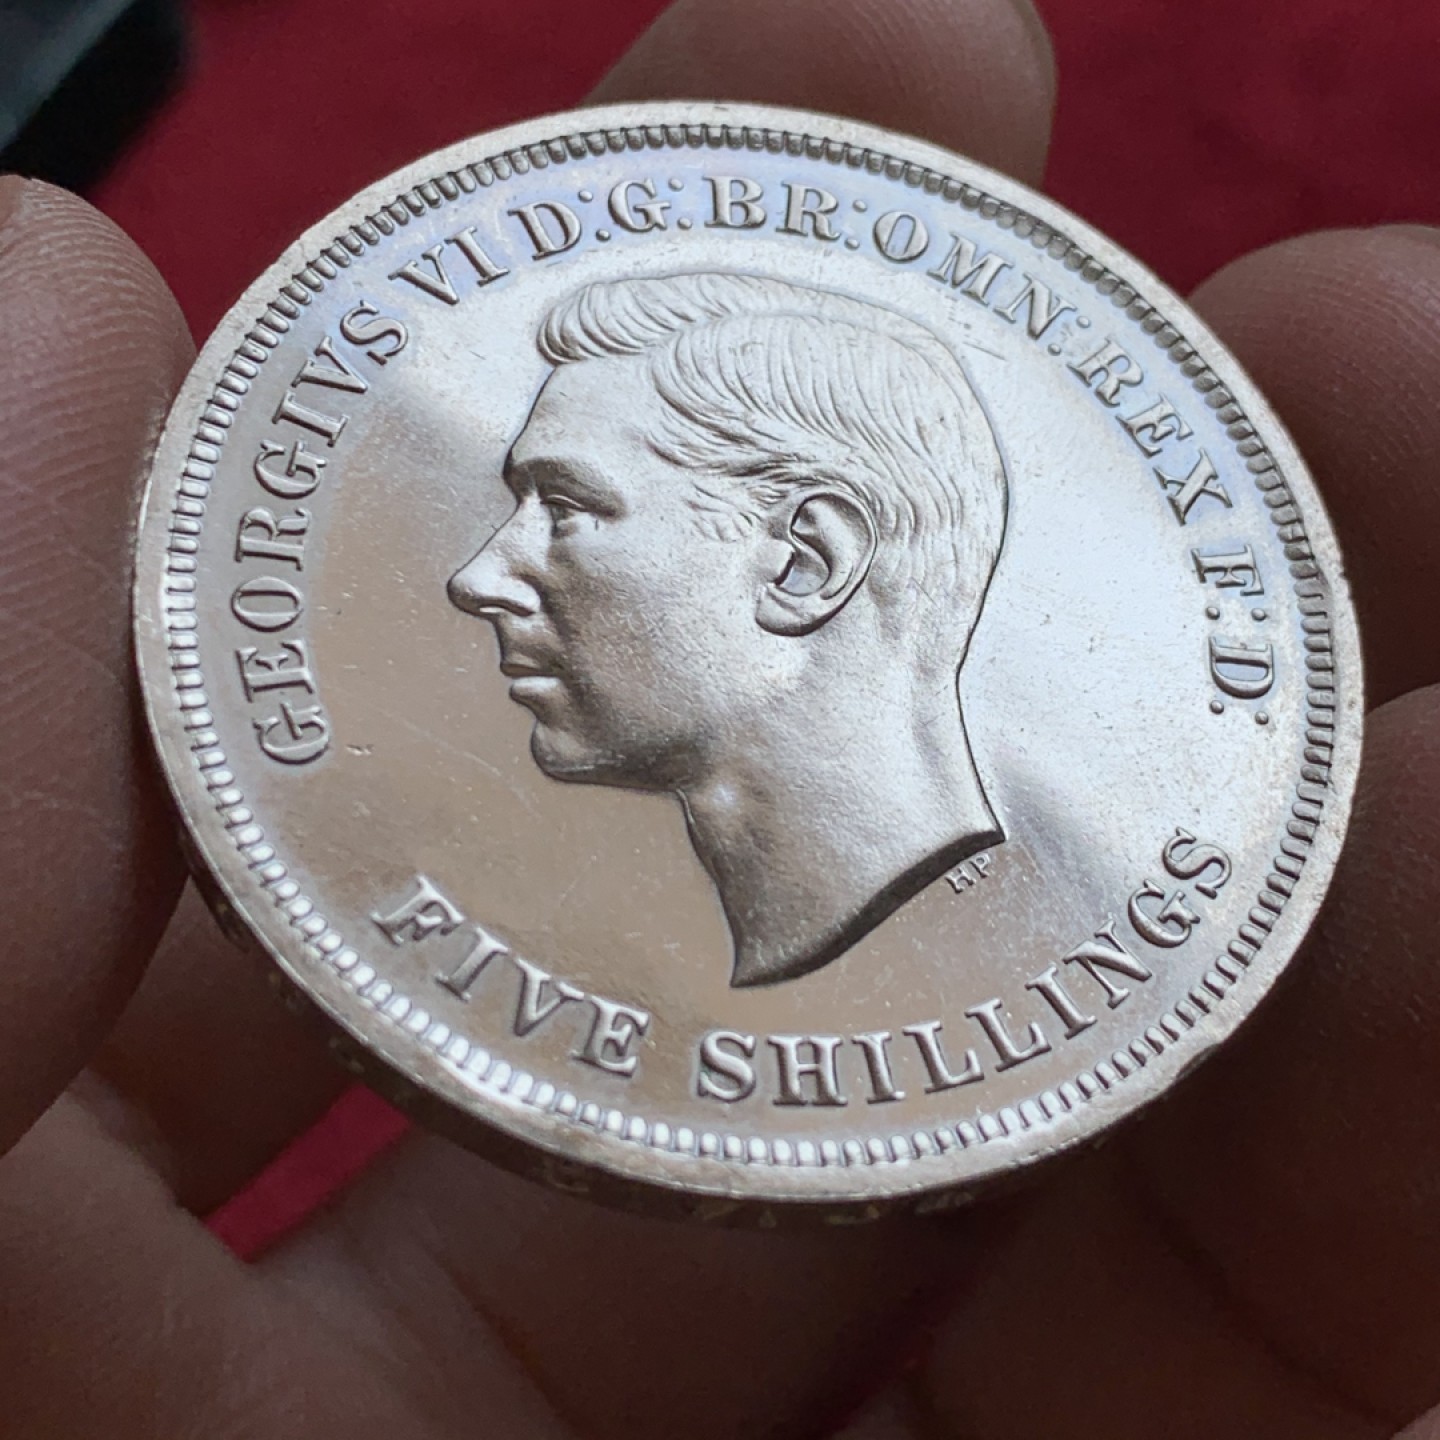 GEORGIVS VI D:G:BR:OMN:REX F:D:
HP
FIVE SHILLINGS